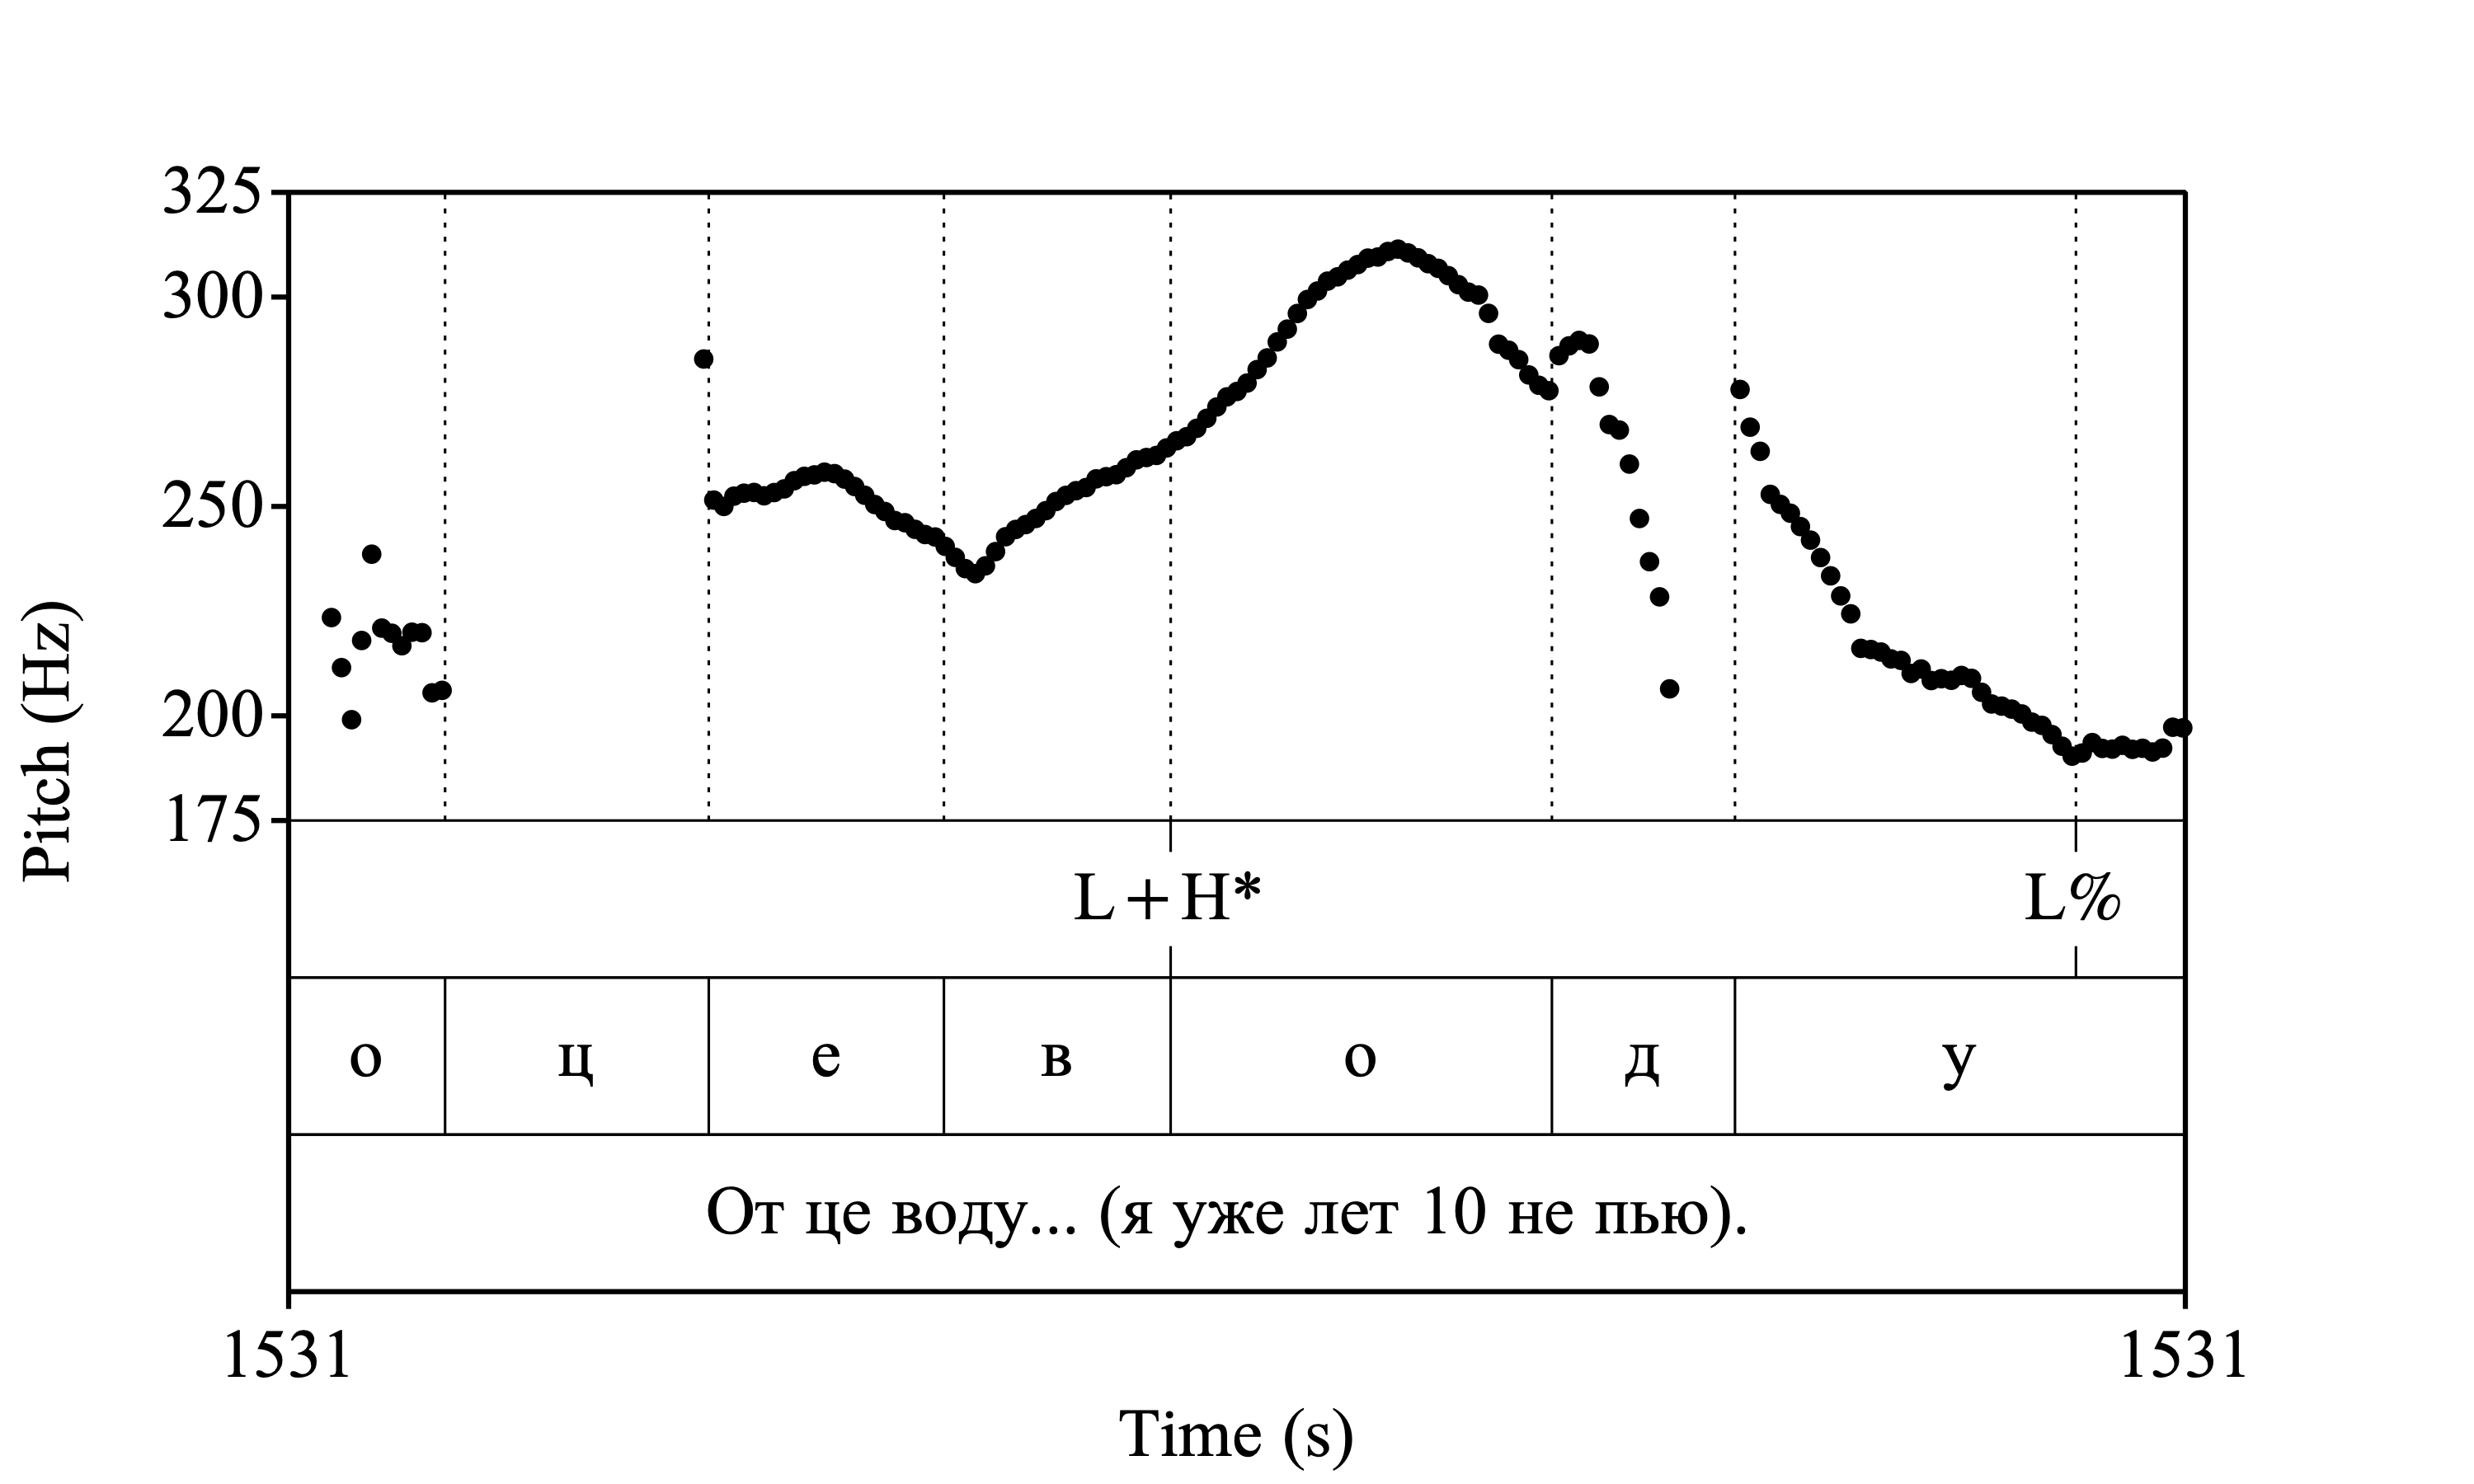 325
300
250
200
175
Pitch (Hz)
L+H* L%
о ц е в о д у
От це воду... (я уже лет 10 не пью).
1531 1531
Time (s)